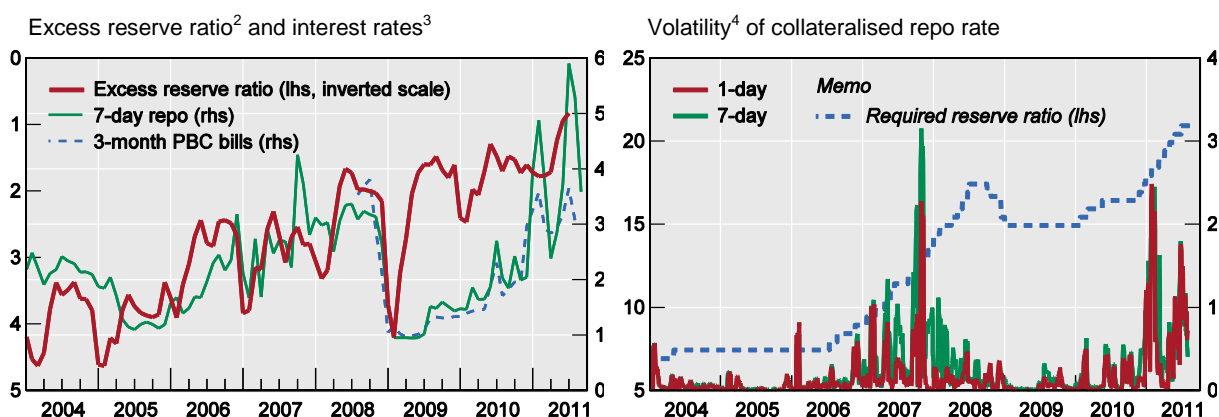 Excess reserve ratio² and interest rates³
0
1
2
3
4
5
Excess reserve ratio (lhs, inverted scale)
7-day repo (rhs)
3-month PBC bills (rhs)
6
5
4
3
2
1
0
2004 2005 2006 2007 2008 2009 2010 2011
Volatility⁴ of collateralised repo rate
25
20
15
10
5
1-day
7-day
Memo
Required reserve ratio (lhs)
4
3
2
1
0
2004 2005 2006 2007 2008 2009 2010 2011